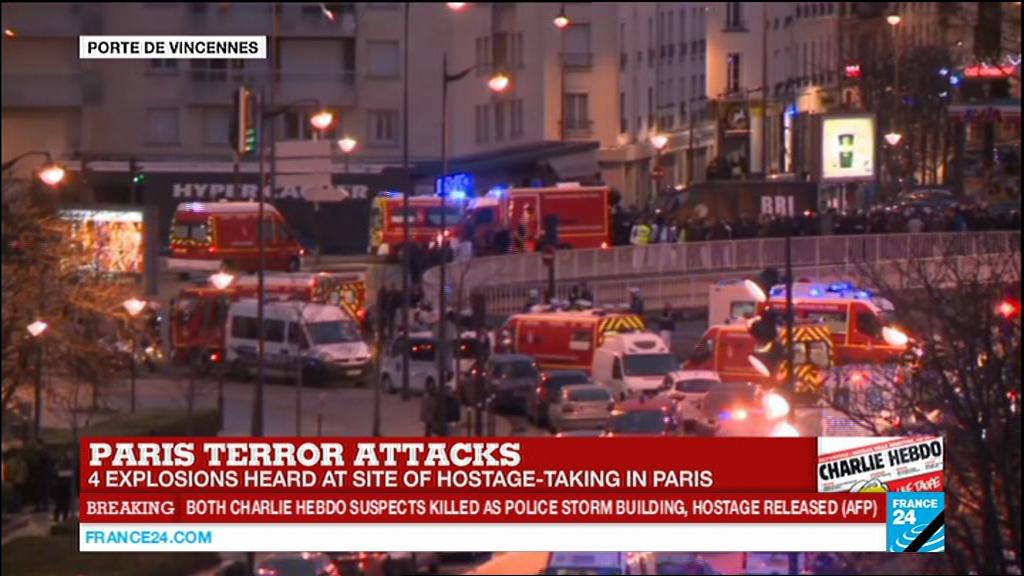 PORTE DE VINCENNES
HYPER CACHER
BRI
PARIS TERROR ATTACKS
4 EXPLOSIONS HEARD AT SITE OF HOSTAGE-TAKING IN PARIS
CHARLIE HEBDO
BREAKING BOTH CHARLIE HEBDO SUSPECTS KILLED AS POLICE STORM BUILDING, HOSTAGE RELEASED (AFP)
FRANCE 24
FRANCE24.COM